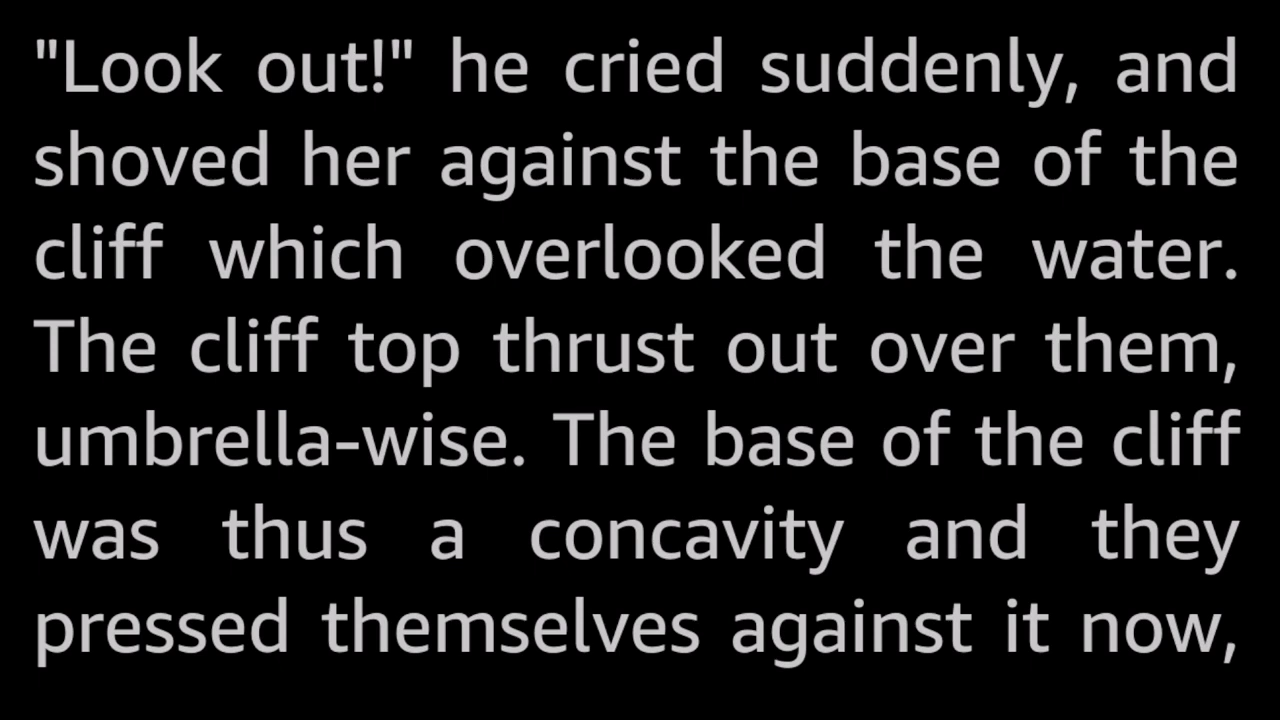 "Look out!" he cried suddenly, and
shoved her against the base of the
cliff which overlooked the water.
The cliff top thrust out over them,
umbrella-wise. The base of the cliff
was thus a concavity and they
pressed themselves against it now,